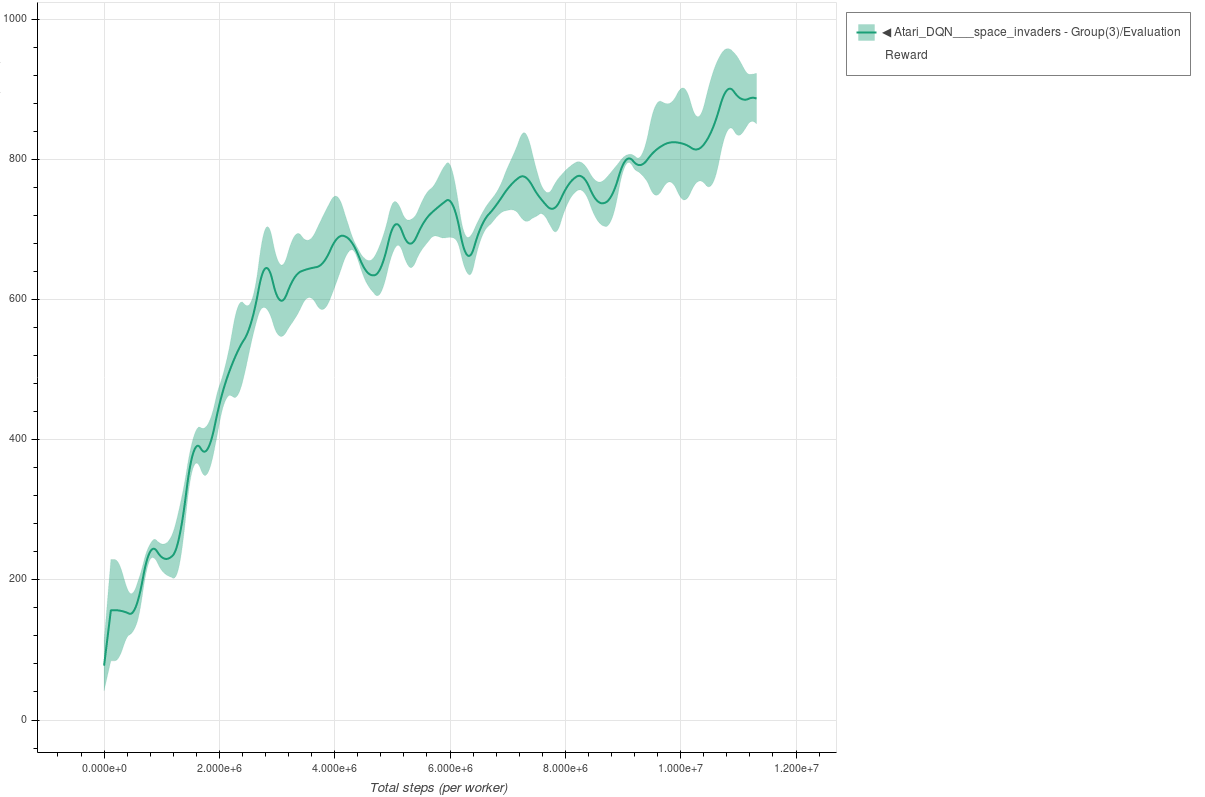 1000
800
600
400
200
0
0.000e+0 2.000e+6 4.000e+6 6.000e+6 8.000e+6 1.000e+7 1.200e+7
Total steps (per worker)
◀ Atari_DQN___space_invaders - Group(3)/Evaluation
Reward